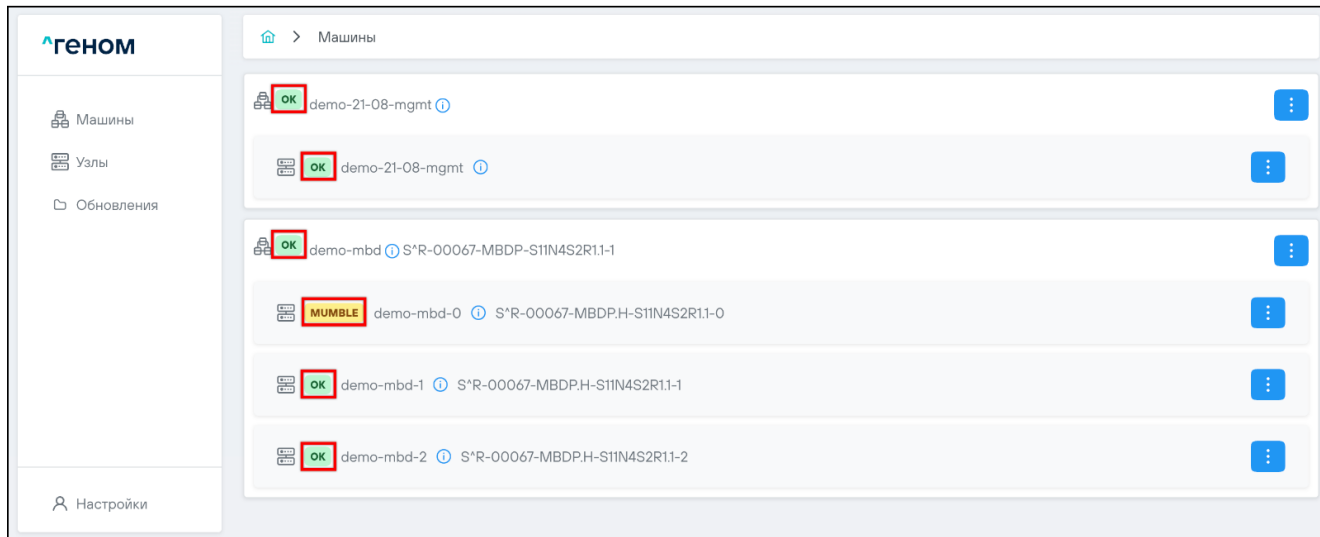 ^геном
> Машины
Машины
Узлы
Обновления
Настройки
OK demo-21-08-mgmt
OK demo-21-08-mgmt
OK demo-mbd S^R-00067-MBDP-S11N4S2R1.1-1
MUMBLE demo-mbd-0 S^R-00067-MBDP.H-S11N4S2R1.1-0
OK demo-mbd-1 S^R-00067-MBDP.H-S11N4S2R1.1-1
OK demo-mbd-2 S^R-00067-MBDP.H-S11N4S2R1.1-2